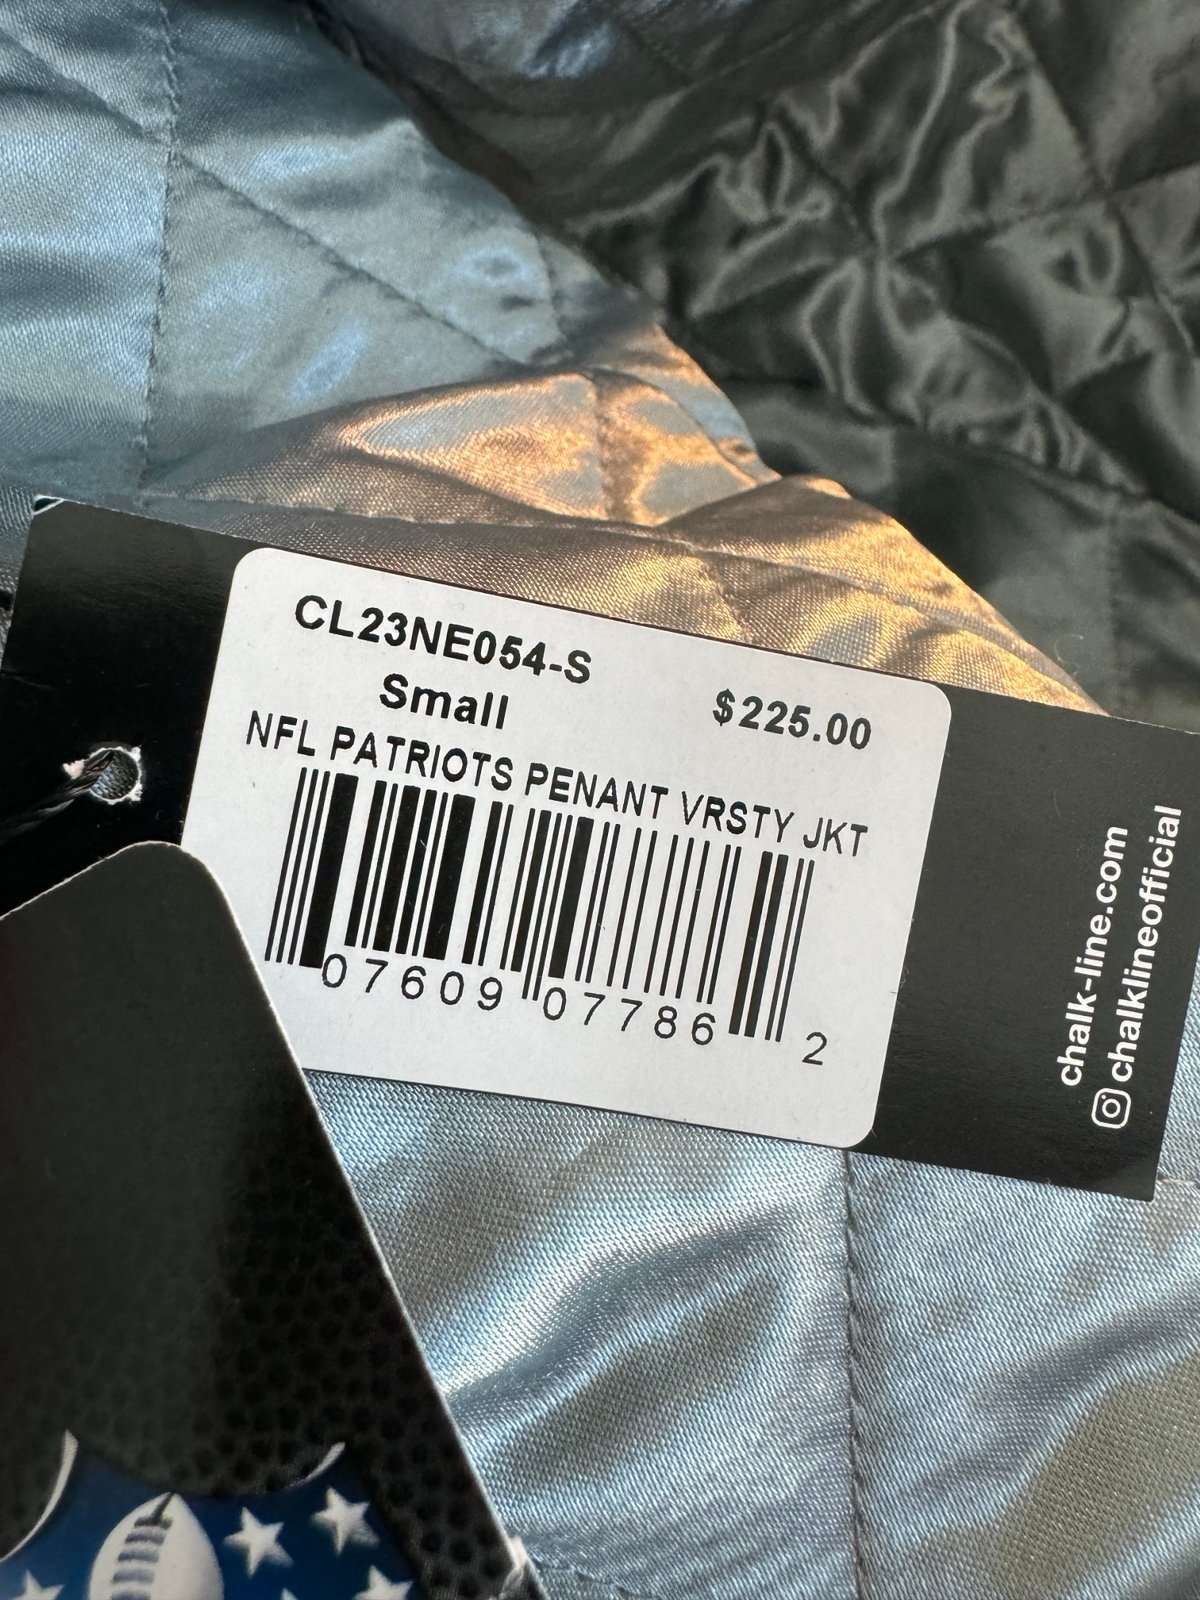 CL23NE054-S
Small
$225.00
NFL PATRIOTS PENANT VRSTY JKT
07609 07786 2
chalk-line.com
chalklineofficial